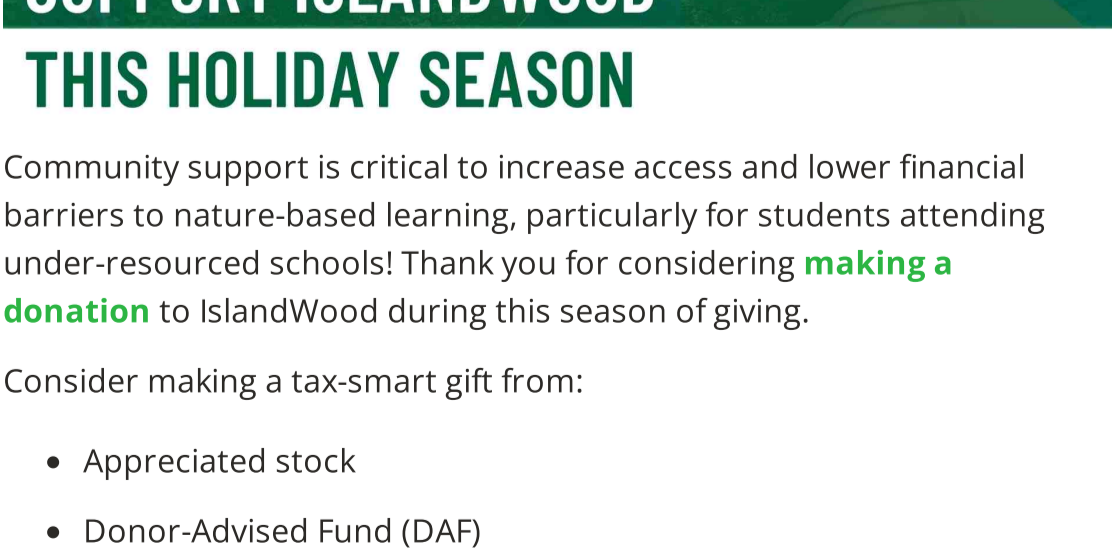 SUPPORT ISLANDWOOD
THIS HOLIDAY SEASON
Community support is critical to increase access and lower financial
barriers to nature-based learning, particularly for students attending
under-resourced schools! Thank you for considering making a
donation to IslandWood during this season of giving.
Consider making a tax-smart gift from:
• Appreciated stock
• Donor-Advised Fund (DAF)